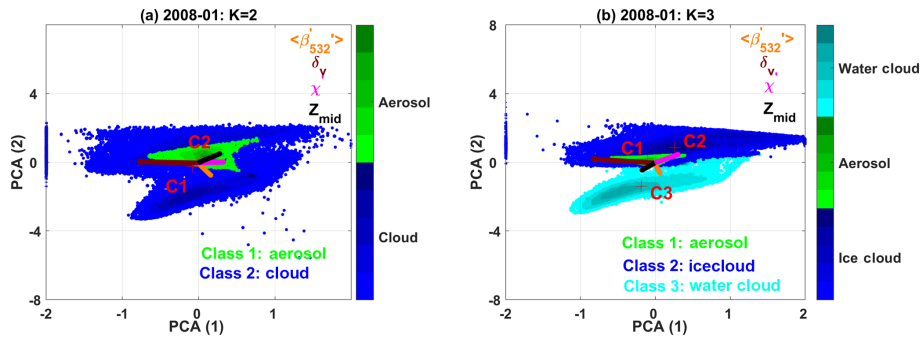 (a) 2008-01: K=2
<β'532'>
δv'
χ'
Zmid
C2
C1
Class 1: aerosol
Class 2: cloud
PCA (2)
8
4
0
-4
-8
-2
-1
0
1
2
PCA (1)
Aerosol
Cloud
(b) 2008-01: K=3
<β'532'>
δv'
χ'
Zmid
C1
C2
C3
Class 1: aerosol
Class 2: icecloud
Class 3: water cloud
PCA (2)
8
4
0
-4
-8
-2
-1
0
1
2
PCA (1)
Water cloud
Aerosol
Ice cloud